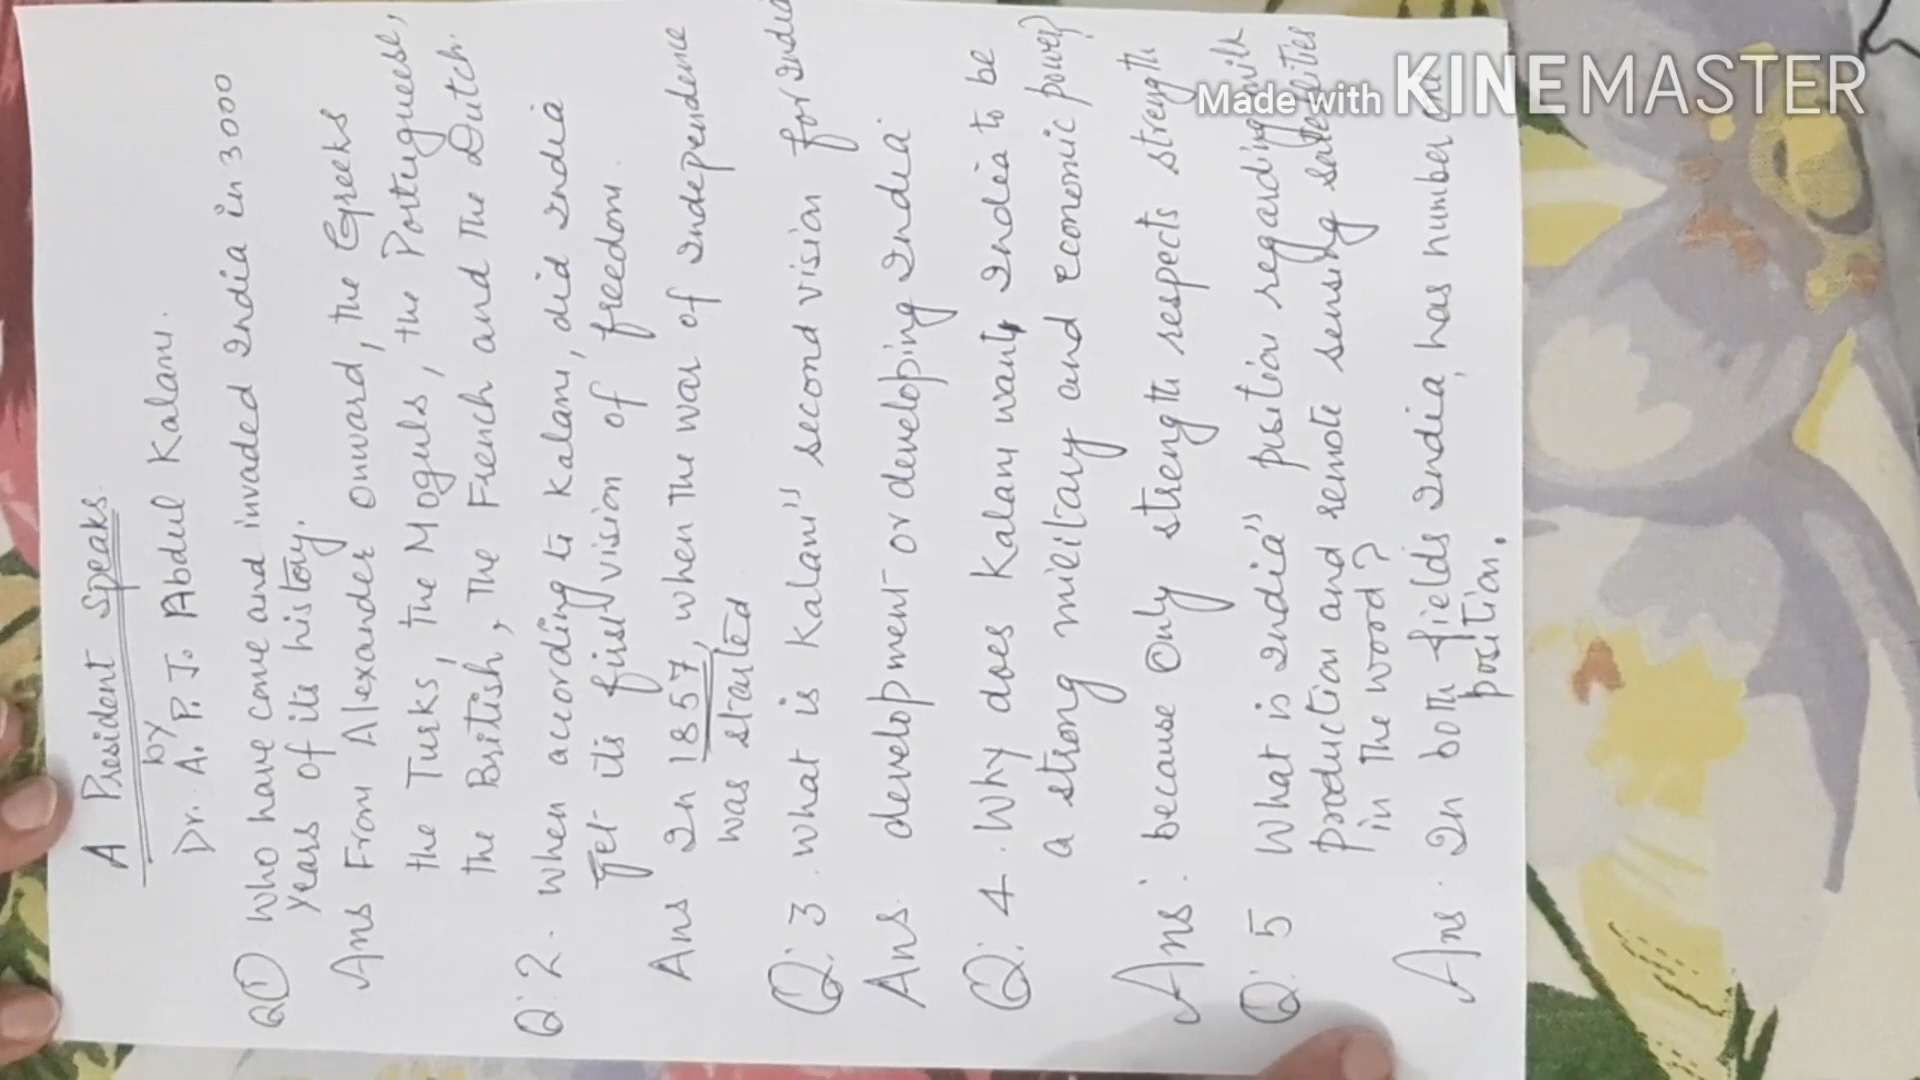 A President Speaks.
by
Dr. A. P. J. Abdul Kalam.
Q① Who have come and invaded India in 3000
years of its history.
Ans From Alexander onward, the Greeks
the Turks, the Moguls, the Portugueese,
the British, The French and The Dutch.
Q: 2. When according to Kalam, did India
get its first vision of freedom.
Ans In 1857, when the war of Independence
was started
Q: 3. what is Kalam" second vision for India
Ans. development or developing India
Q: 4. Why does Kalam wants India to be
a strong military and economic power?
Ans: because Only strength respects strength
Q: 5 What is India" position regarding milk
production and remote sensing satellites
in The world?
Ans. In both fields India, has number
position.
Made with KINEMASTER